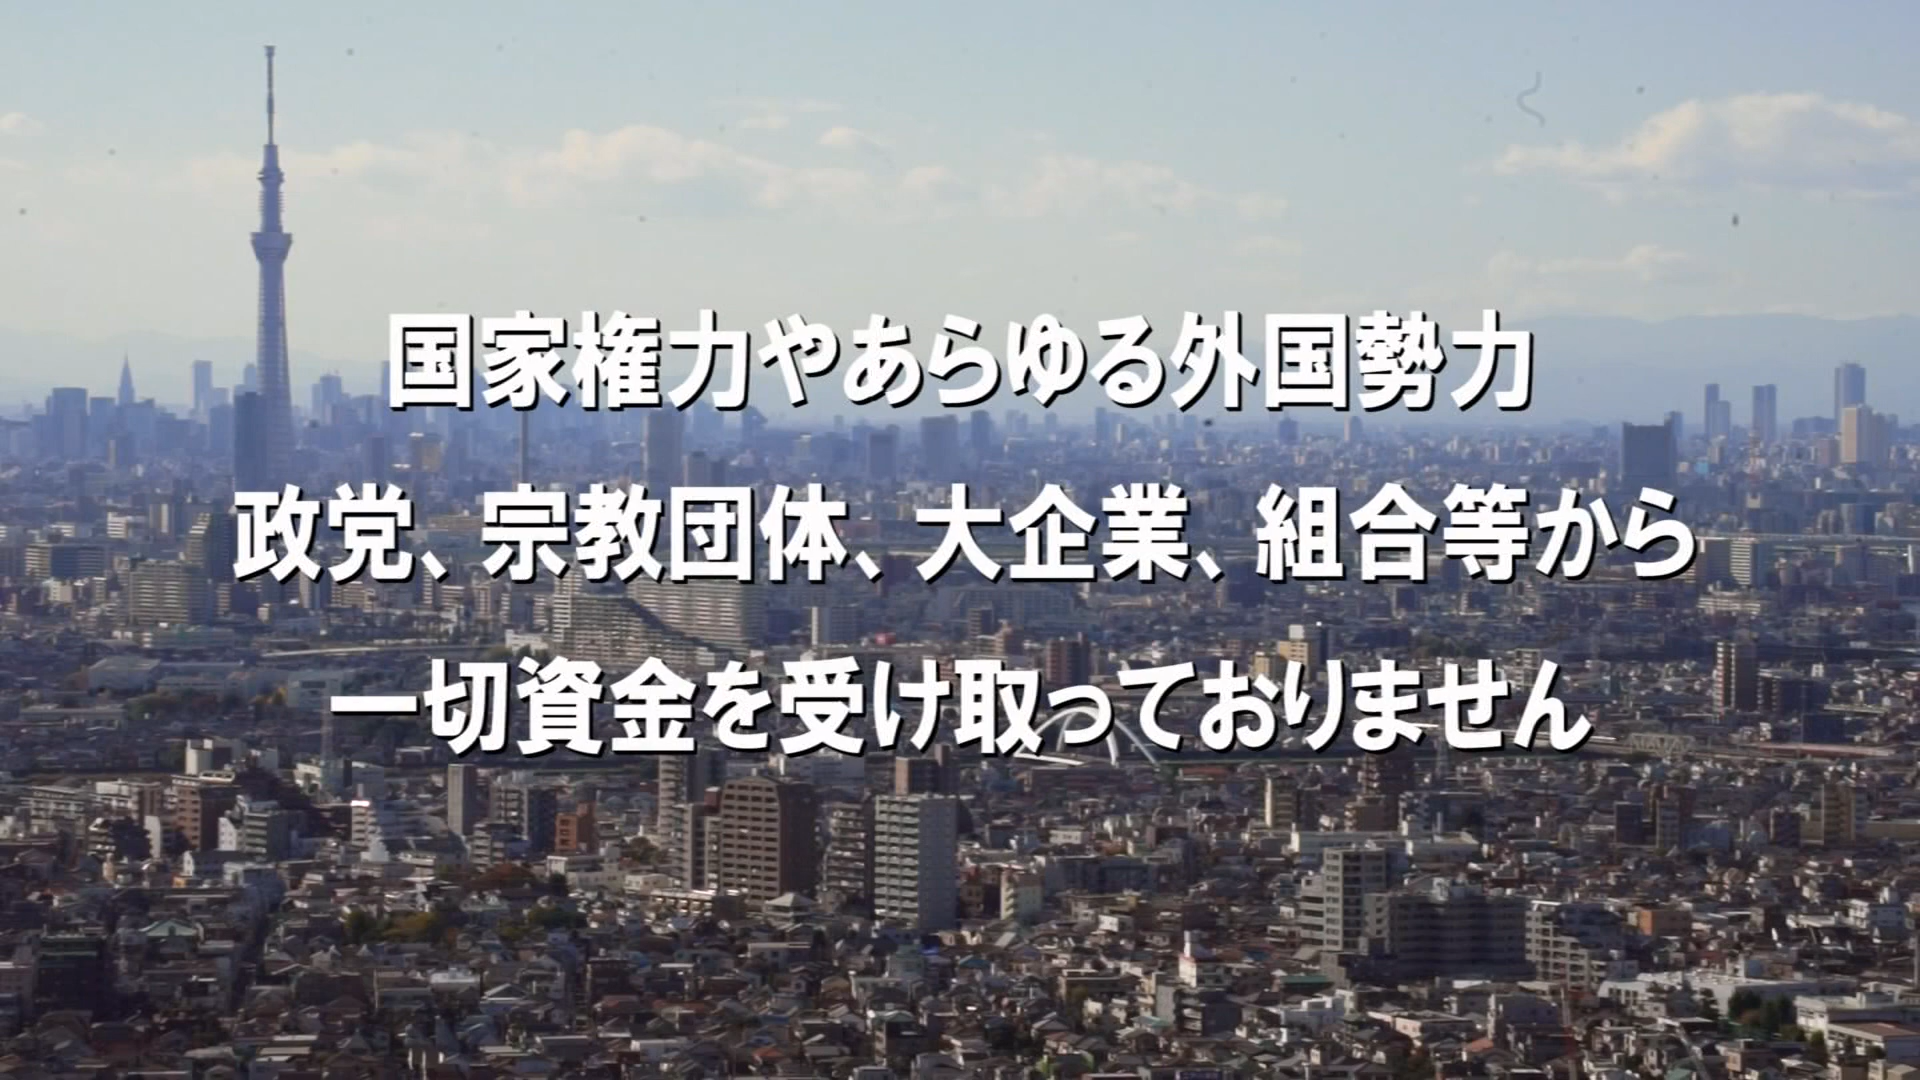 国家権力やあらゆる外国勢力
政党、宗教団体、大企業、組合等から
一切資金を受け取っておりません